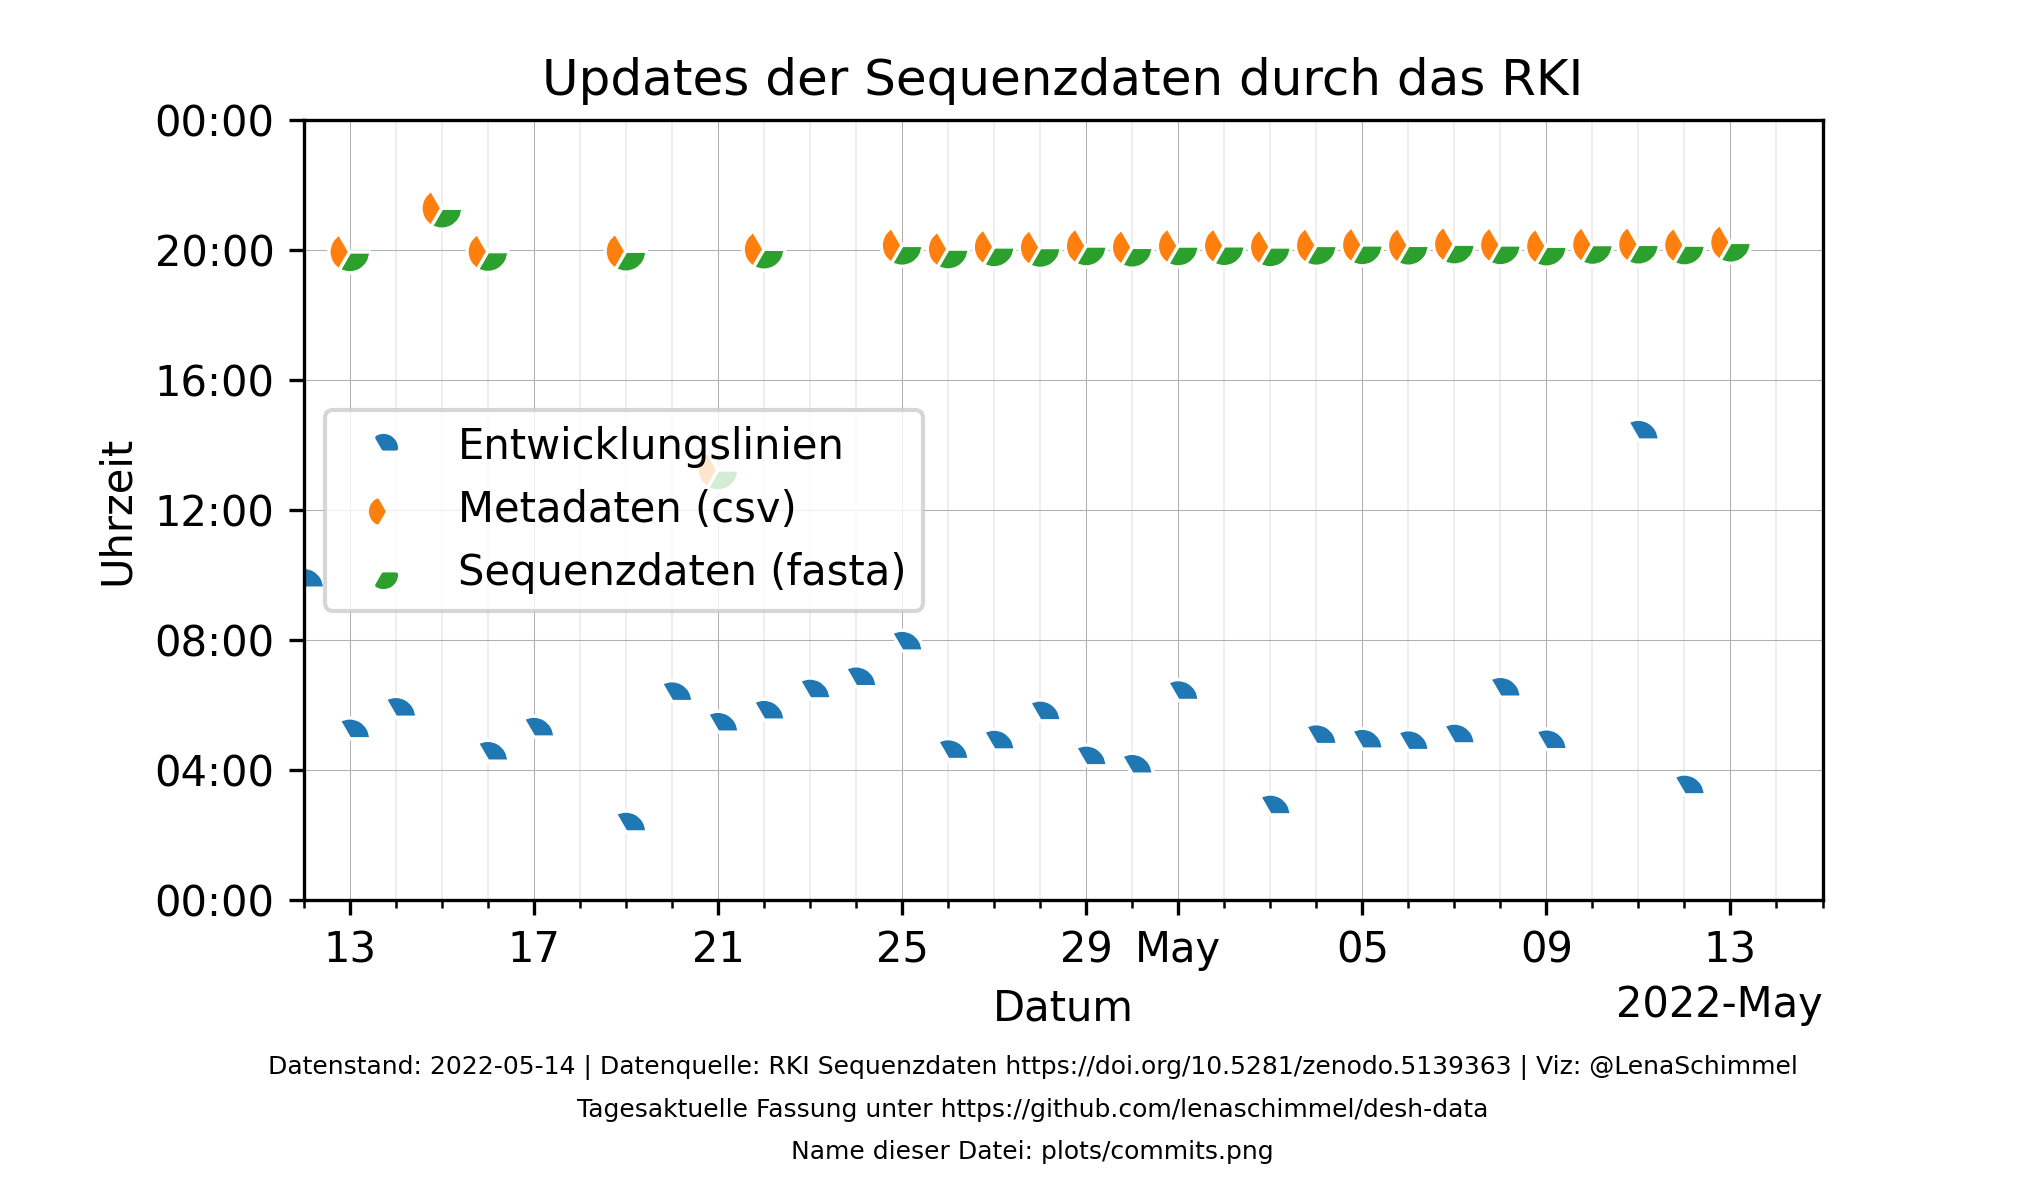 Updates der Sequenzdaten durch das RKI
00:00
20:00
16:00
12:00
08:00
04:00
00:00
Uhrzeit
Entwicklungslinien
Metadaten (csv)
Sequenzdaten (fasta)
13 17 21 25 29 May 05 09 13
Datum
2022-May
Datenstand: 2022-05-14 | Datenquelle: RKI Sequenzdaten https://doi.org/10.5281/zenodo.5139363 | Viz: @LenaSchimmel
Tagesaktuelle Fassung unter https://github.com/lenaschimmel/desh-data
Name dieser Datei: plots/commits.png